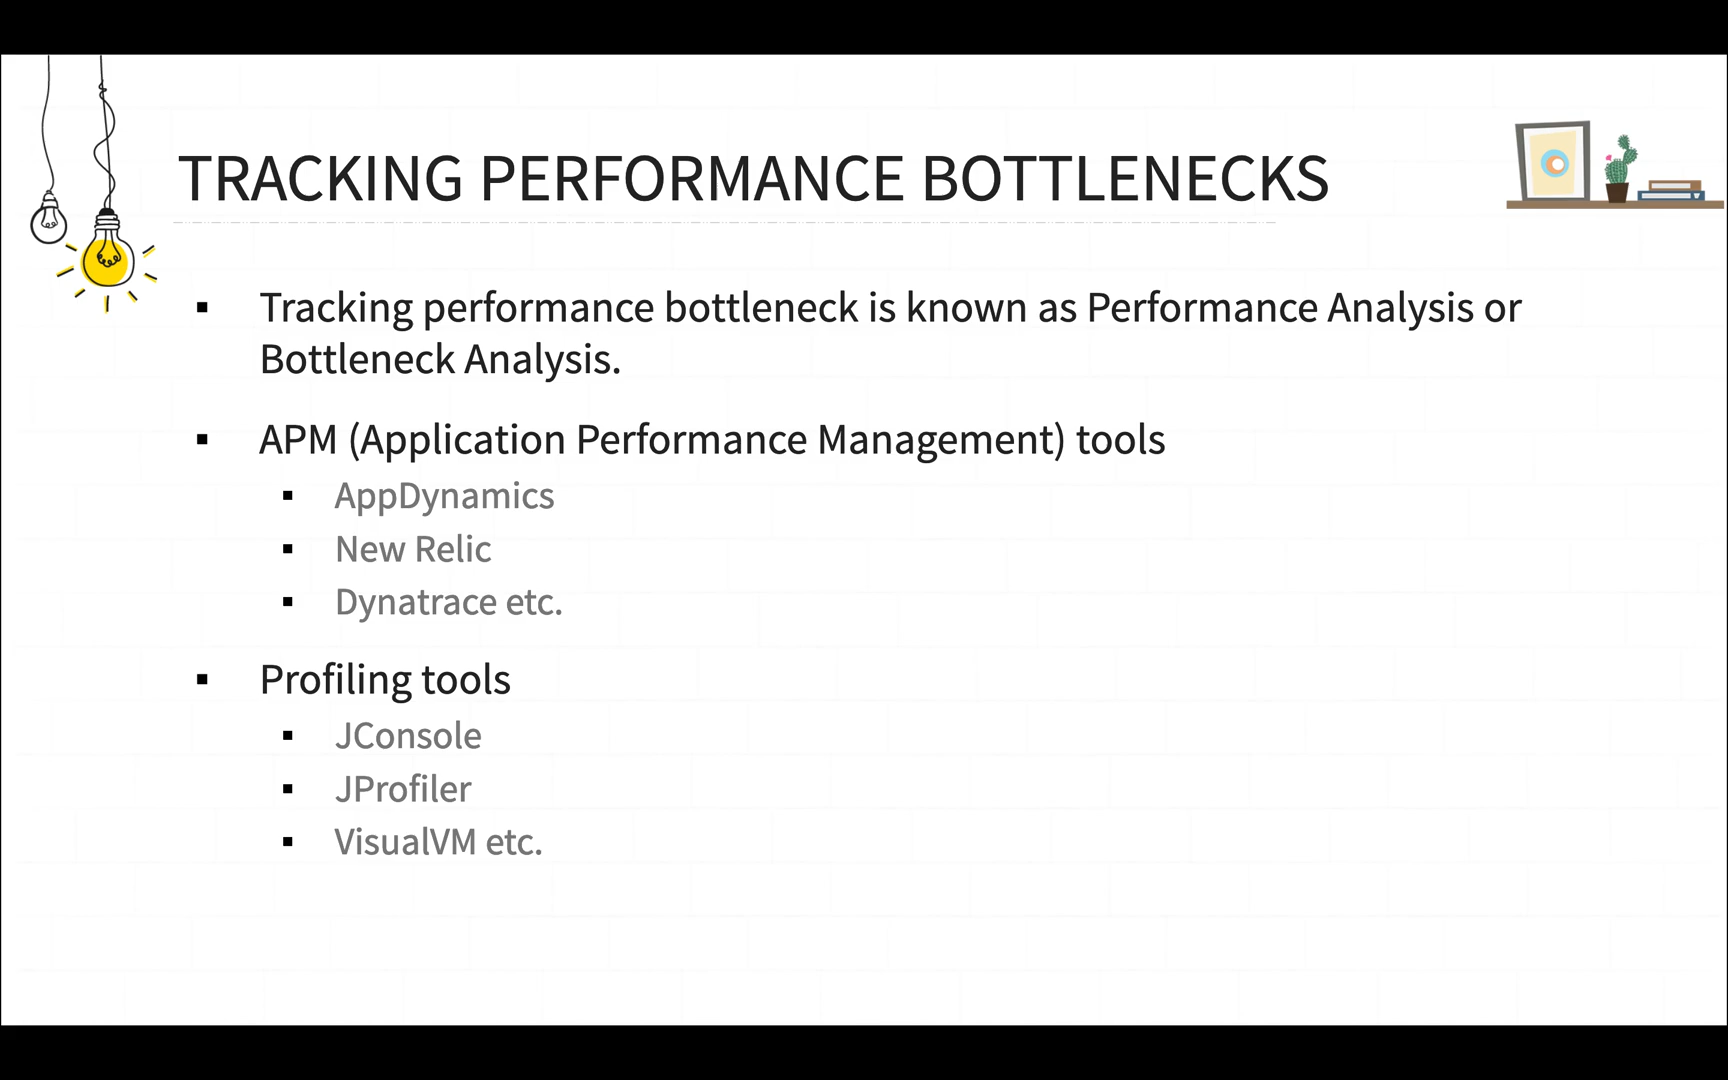 TRACKING PERFORMANCE BOTTLENECKS
▪ Tracking performance bottleneck is known as Performance Analysis or
Bottleneck Analysis.
▪ APM (Application Performance Management) tools
▪ AppDynamics
▪ New Relic
▪ Dynatrace etc.
▪ Profiling tools
▪ JConsole
▪ JProfiler
▪ VisualVM etc.